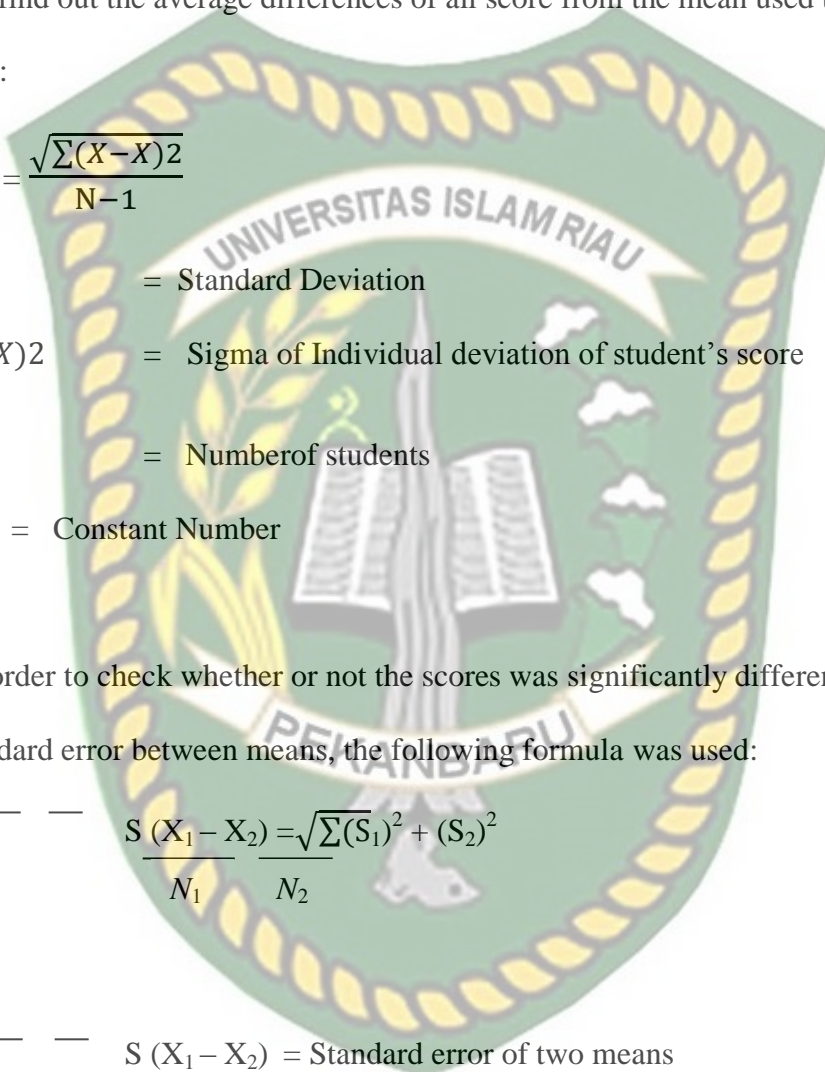 find out the average differences of all score from the mean used
:
= √∑(X−X)2
N−1
UNIVERSITAS ISLAM RIAU
= Standard Deviation
X)2 = Sigma of Individual deviation of student’s score
= Numberof students
= Constant Number
order to check whether or not the scores was significantly
error between means, the following formula was used:
S (X₁ – X₂) =√∑(S₁)² + (S₂)²
N₁ N₂
PEKANBARU
S (X₁ – X₂) = Standard error of two means